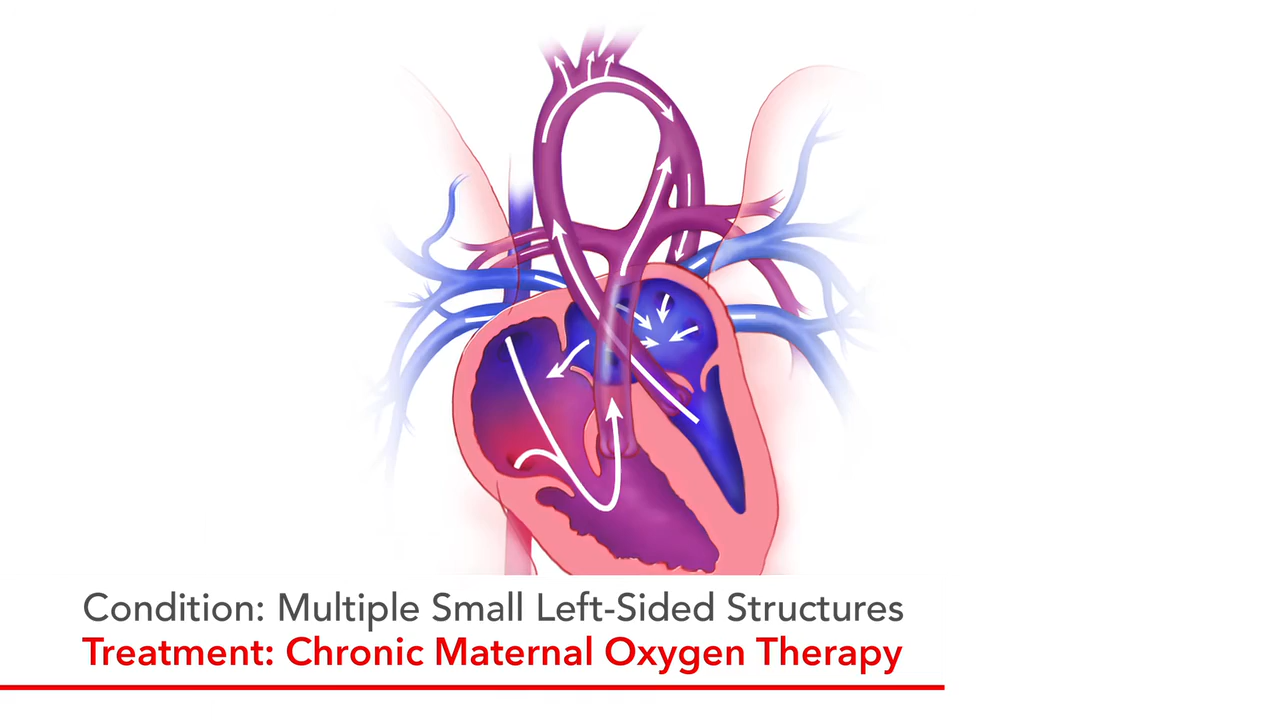 Condition: Multiple Small Left-Sided Structures
Treatment: Chronic Maternal Oxygen Therapy